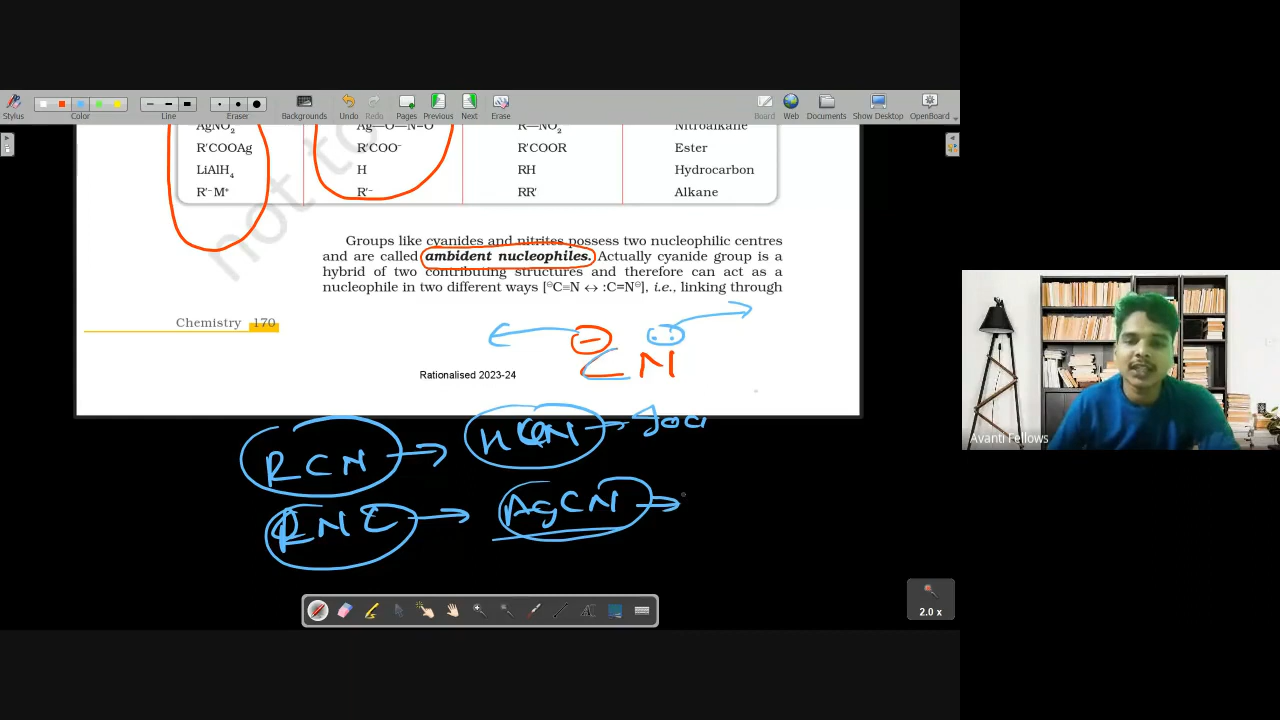 Stylus
Color
Line
Eraser
Backgrounds
Undo
Redo
Pages
Previous
Next
Erase
Board
Web
Documents
Show Desktop
OpenBoard
AgNO2 Ag—O—N=O R—NO2 Nitroalkane
R′COOAg R′COO– R′COOR Ester
LiAlH4 H RH Hydrocarbon
R′– M+ R′– RR′ Alkane
not to
Groups like cyanides and nitrites possess two nucleophilic centres
and are called ambident nucleophiles. Actually cyanide group is a
hybrid of two contributing structures and therefore can act as a
nucleophile in two different ways [⊖C≡N ↔ :C=N⊖], i.e., linking through
Chemistry 170
Rationalised 2023-24
⊖ ..
C N
RCN → →
RNC → AgCN →
Avanti Fellows
2.0 x